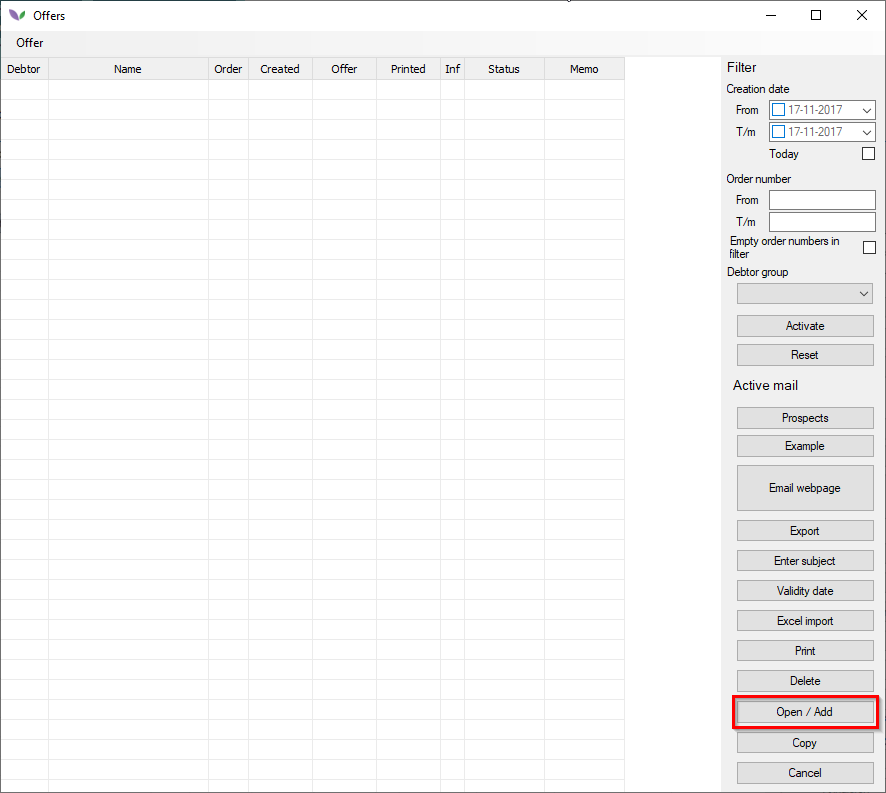 Offers
Offer
Debtor Name Order Created Offer Printed Inf Status Memo
Filter
Creation date
From 17-11-2017
T/m 17-11-2017
Today
Order number
From
T/m
Empty order numbers in
filter
Debtor group
Activate
Reset
Active mail
Prospects
Example
Email webpage
Export
Enter subject
Validity date
Excel import
Print
Delete
Open / Add
Copy
Cancel